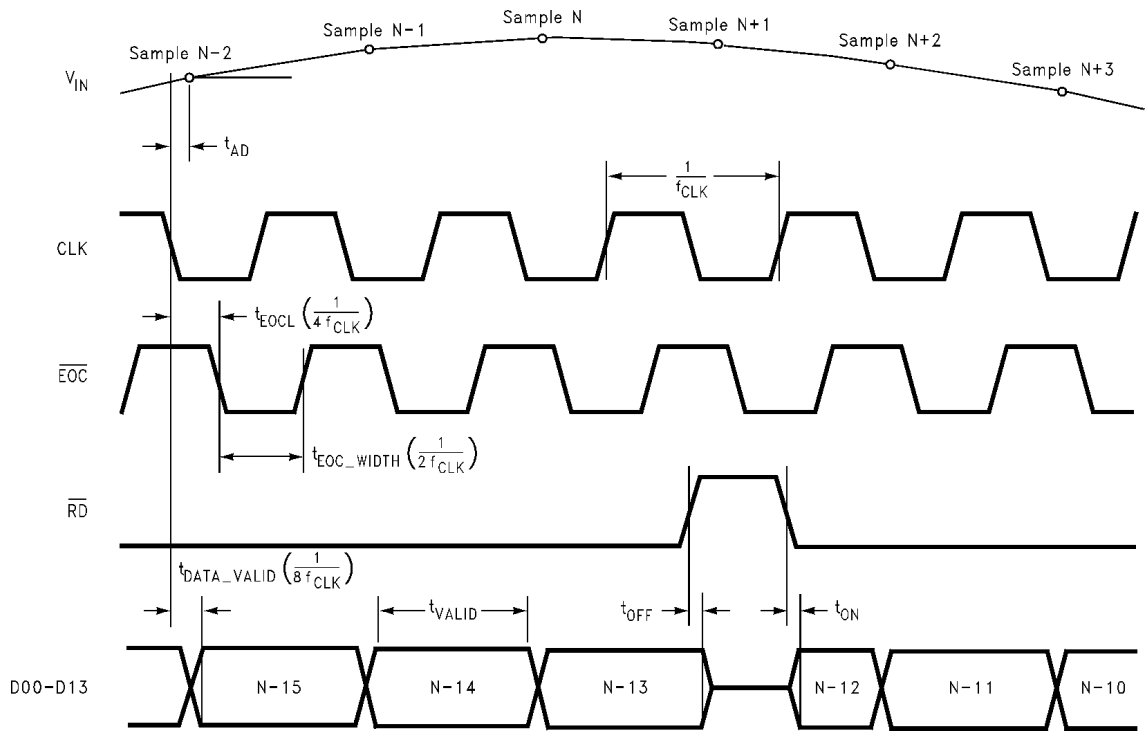 Sample N-2
Sample N-1
Sample N
Sample N+1
Sample N+2
Sample N+3
V_IN
t_AD
1/f_CLK
CLK
t_EOCL (1/4 f_CLK)
EOC
t_EOC_WIDTH (1/2 f_CLK)
RD
t_DATA_VALID (1/8 f_CLK)
t_VALID
t_OFF
t_ON
D00-D13
N-15
N-14
N-13
N-12
N-11
N-10